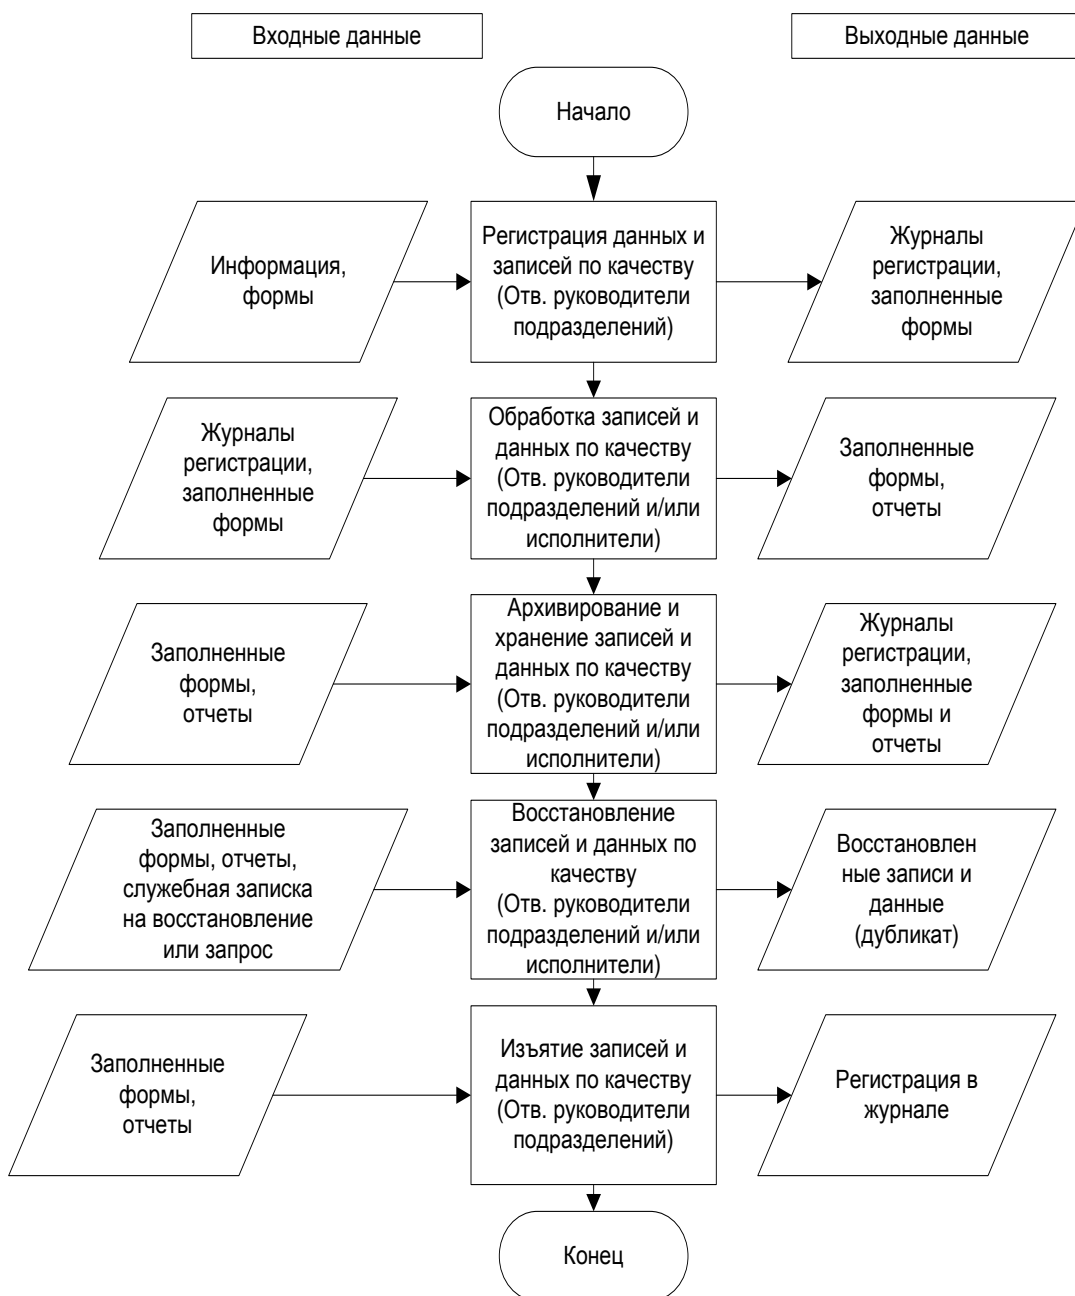 Входные данные
Выходные данные
Начало
Информация,
формы
Регистрация данных и
записей по качеству
(Отв. руководители
подразделений)
Журналы
регистрации,
заполненные
формы
Журналы
регистрации,
заполненные
формы
Обработка записей и
данных по качеству
(Отв. руководители
подразделений и/или
исполнители)
Заполненные
формы,
отчеты
Заполненные
формы,
отчеты
Архивирование и
хранение записей и
данных по качеству
(Отв. руководители
подразделений и/или
исполнители)
Журналы
регистрации,
заполненные
формы и
отчеты
Заполненные
формы, отчеты,
служебная записка
на восстановление
или запрос
Восстановление
записей и данных по
качеству
(Отв. руководители
подразделений и/или
исполнители)
Восстановлен
ные записи и
данные
(дубликат)
Заполненные
формы,
отчеты
Изъятие записей и
данных по качеству
(Отв. руководители
подразделений)
Регистрация в
журнале
Конец